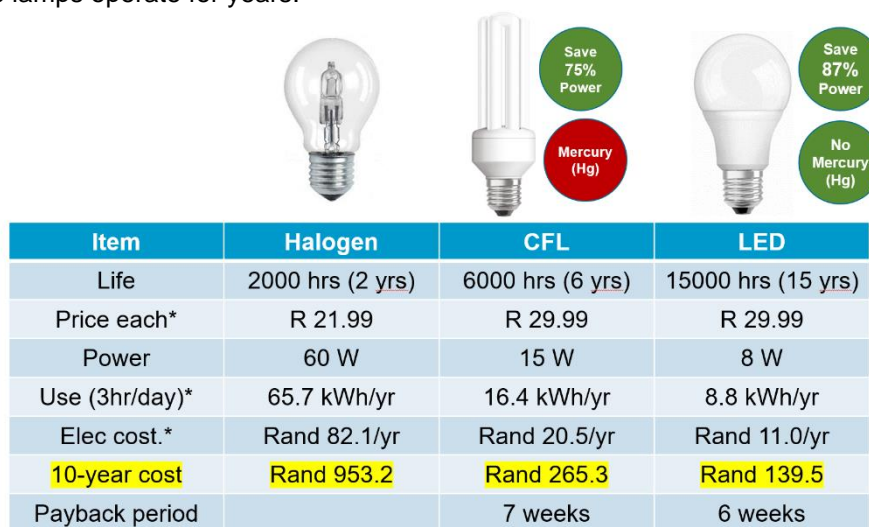 lamps operate for years.
Save
75%
Power
Mercury
(Hg)
Save
87%
Power
No
Mercury
(Hg)
Item Halogen CFL LED
Life 2000 hrs (2 yrs) 6000 hrs (6 yrs) 15000 hrs (15 yrs)
Price each* R 21.99 R 29.99 R 29.99
Power 60 W 15 W 8 W
Use (3hr/day)* 65.7 kWh/yr 16.4 kWh/yr 8.8 kWh/yr
Elec cost.* Rand 82.1/yr Rand 20.5/yr Rand 11.0/yr
10-year cost Rand 953.2 Rand 265.3 Rand 139.5
Payback period 7 weeks 6 weeks